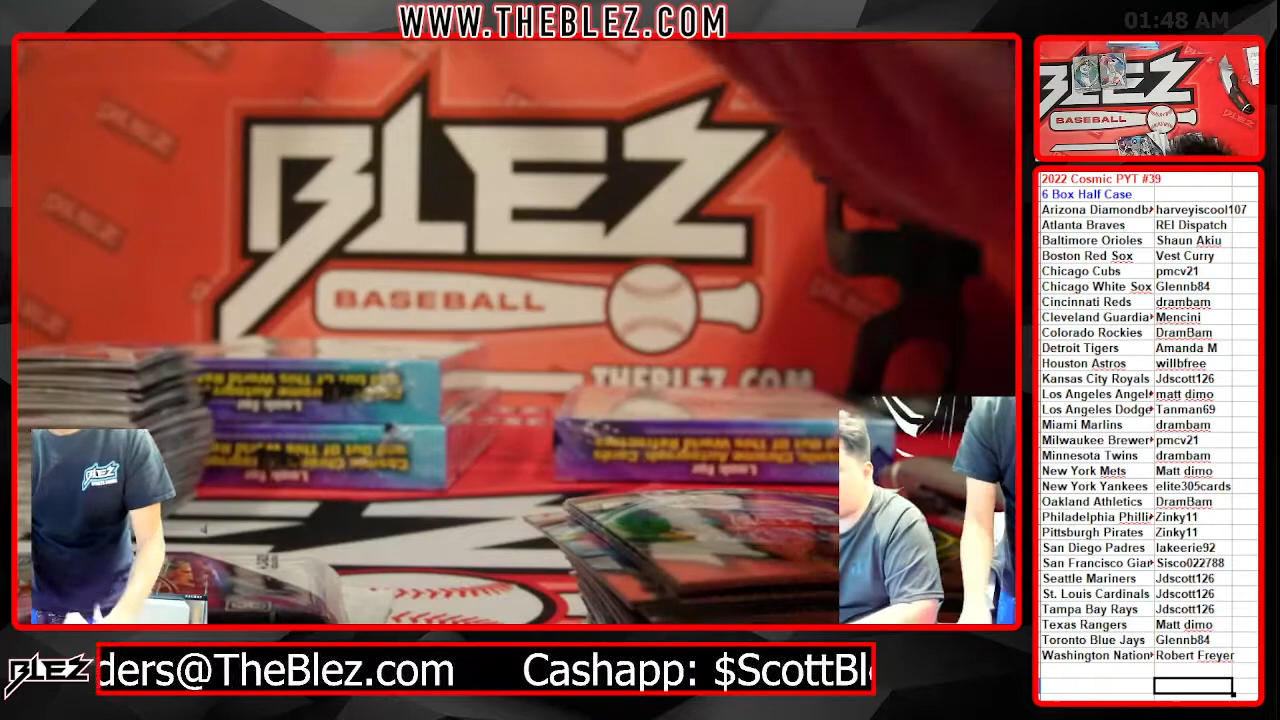 WWW.THEBLEZ.COM
01:48 AM
BLEZ
BASEBALL
THEBLEZ.COM
Look For
BLEZ
BLEZ
BASEBALL
2022 Cosmic PYT #39
6 Box Half Case
Arizona Diamondb harveyiscool107
Atlanta Braves REI Dispatch
Baltimore Orioles Shaun Akiu
Boston Red Sox Vest Curry
Chicago Cubs pmcv21
Chicago White Sox Glennb84
Cincinnati Reds drambam
Cleveland Guardia Mencini
Colorado Rockies DramBam
Detroit Tigers Amanda M
Houston Astros willbfree
Kansas City Royals Jdscott126
Los Angeles Angel matt dimo
Los Angeles Dodge Tanman69
Miami Marlins drambam
Milwaukee Brewer pmcv21
Minnesota Twins drambam
New York Mets Matt dimo
New York Yankees elite305cards
Oakland Athletics DramBam
Philadelphia Philli Zinky11
Pittsburgh Pirates Zinky11
San Diego Padres lakeerie92
San Francisco Gian Sisco022788
Seattle Mariners Jdscott126
St. Louis Cardinals Jdscott126
Tampa Bay Rays Jdscott126
Texas Rangers Matt dimo
Toronto Blue Jays Glennb84
Washington Nation Robert Freyer
BLEZ
ders@TheBlez.com Cashapp: $ScottBl